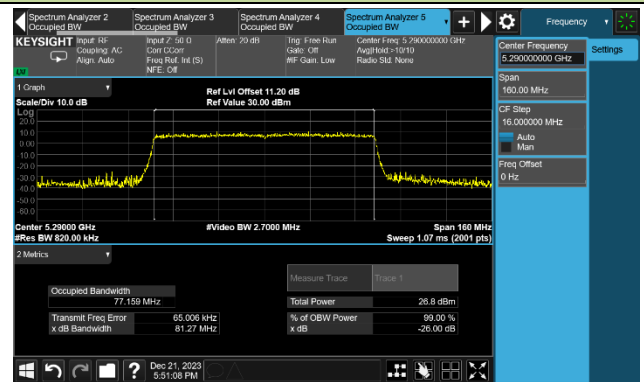 Spectrum Analyzer 2
Occupied BW
Spectrum Analyzer 3
Occupied BW
Spectrum Analyzer 4
Occupied BW
Spectrum Analyzer 5
Occupied BW
Frequency
KEYSIGHT
Input: RF
Coupling: AC
Align: Auto
Input Z: 50 Ω
Corr CCorr
Freq Ref: Int (S)
NFE: Off
Atten: 20 dB
Trig: Free Run
Gate: Off
#IF Gain: Low
Center Freq: 5.290000000 GHz
Avg|Hold:>10/10
Radio Std: None
Center Frequency
5.290000000 GHz
Settings
Span
160.00 MHz
CF Step
16.000000 MHz
Auto
Man
Freq Offset
0 Hz
1 Graph
Scale/Div 10.0 dB
Ref Lvl Offset 11.20 dB
Ref Value 30.00 dBm
Log
20.0
10.0
0.00
-10.0
-20.0
-30.0
-40.0
-50.0
-60.0
Center 5.29000 GHz
#Res BW 820.00 kHz
#Video BW 2.7000 MHz
Span 160 MHz
Sweep 1.07 ms (2001 pts)
2 Metrics
Measure Trace
Trace 1
Occupied Bandwidth
77.159 MHz
Total Power
26.8 dBm
Transmit Freq Error
65.006 kHz
% of OBW Power
99.00 %
x dB Bandwidth
81.27 MHz
x dB
-26.00 dB
?
Dec 21, 2023
5:51:08 PM